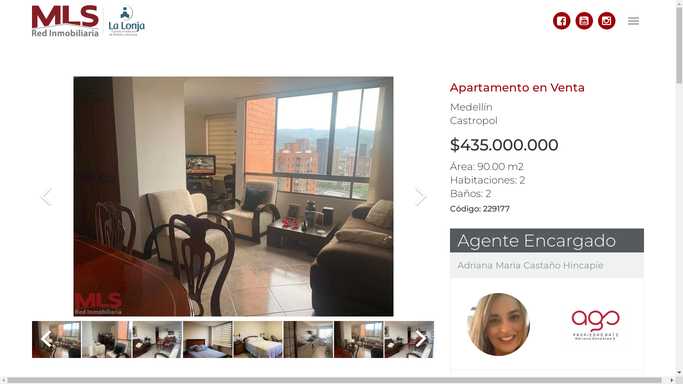 MLS
Red Inmobiliaria
La Lonja
Apartamento en Venta
Medellín
Castropol
$435.000.000
Área: 90.00 m2
Habitaciones: 2
Baños: 2
Código: 229177
Agente Encargado
Adriana Maria Castaño Hincapie
ago
MLS
Red Inmobiliaria